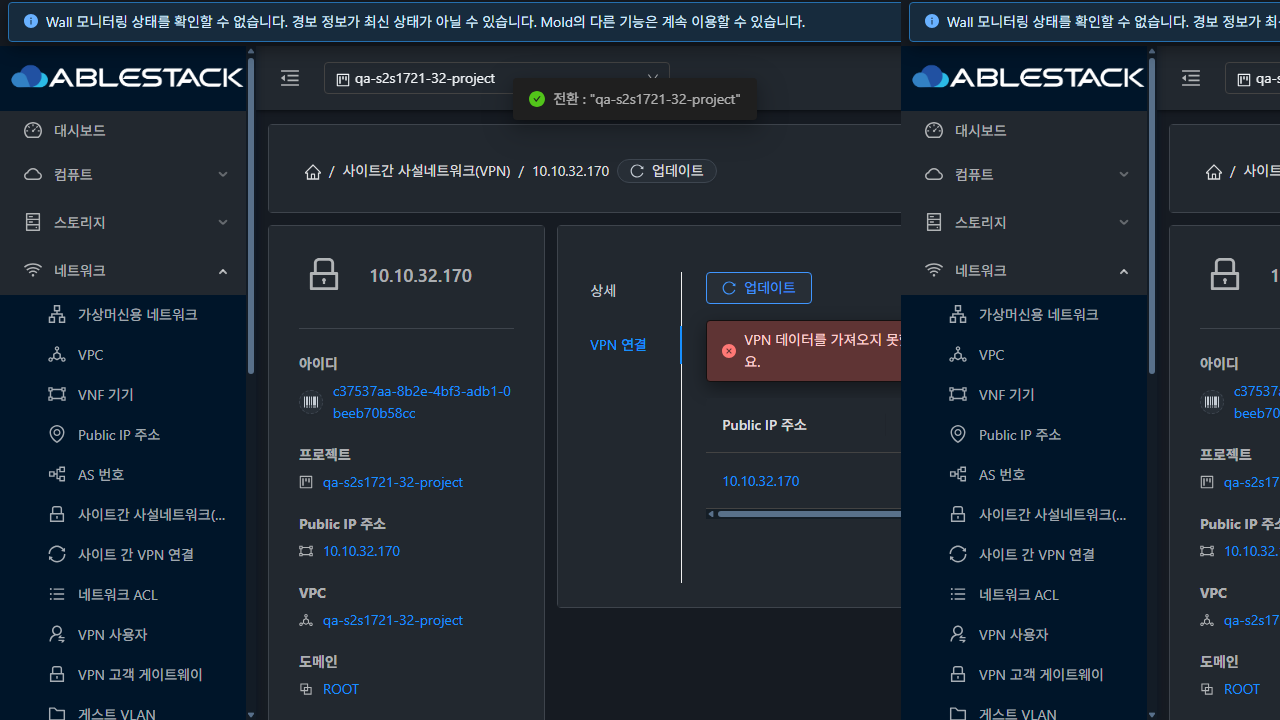 Wall 모니터링 상태를 확인할 수 없습니다. 경보 정보가 최신 상태가 아닐 수 있습니다. Mold의 다른 기능은 계속 이용할 수 있습니다.
ABLESTACK
qa-s2s1721-32-project
전환 : "qa-s2s1721-32-project"
대시보드
컴퓨트
스토리지
네트워크
가상머신용 네트워크
VPC
VNF 기기
Public IP 주소
AS 번호
사이트간 사설네트워크(...
사이트 간 VPN 연결
네트워크 ACL
VPN 사용자
VPN 고객 게이트웨이
게스트 VLAN
/ 사이트간 사설네트워크(VPN) / 10.10.32.170 업데이트
10.10.32.170
아이디
c37537aa-8b2e-4bf3-adb1-0
beeb70b58cc
프로젝트
qa-s2s1721-32-project
Public IP 주소
10.10.32.170
VPC
qa-s2s1721-32-project
도메인
ROOT
상세
VPN 연결
업데이트
VPN 데이터를 가져오지 못
요.
Public IP 주소
10.10.32.170
Wall 모니터링 상태를 확인할 수 없습니다. 경보 정보가 최
ABLESTACK
qa-s
대시보드
컴퓨트
스토리지
네트워크
가상머신용 네트워크
VPC
VNF 기기
Public IP 주소
AS 번호
사이트간 사설네트워크(...
사이트 간 VPN 연결
네트워크 ACL
VPN 사용자
VPN 고객 게이트웨이
게스트 VLAN
/ 사이트
1
아이디
c37537
beeb70
프로젝트
qa-s2s17
Public IP 주소
10.10.32.
VPC
qa-s2s17
도메인
ROOT